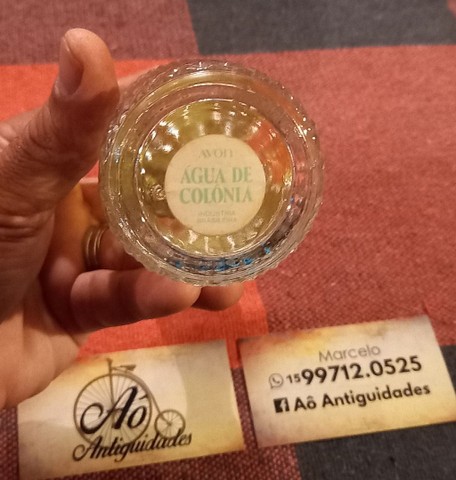 AVON
ÁGUA DE
COLÔNIA
INDÚSTRIA
BRASILEIRA
Aô
Antiguidades
Marcelo
15 99712.0525
Aô Antiguidades